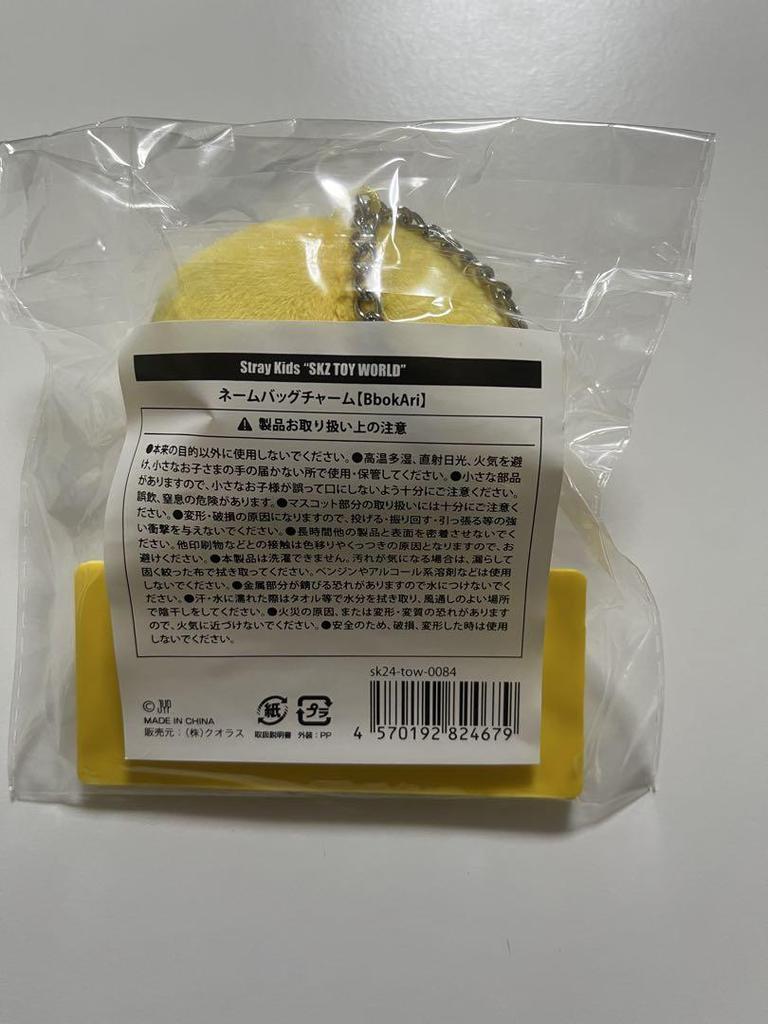 Stray Kids "SKZ TOY WORLD"
ネームバッグチャーム【BbokAri】
⚠ 製品お取り扱い上の注意
●本来の目的以外に使用しないでください。●高温多湿、直射日光、火気を避
け、小さなお子さまの手の届かない所で使用・保管してください。●小さな部品
がありますので、小さなお子様が誤って口にしないよう十分にご注意ください。
誤飲、窒息の危険があります。●マスコット部分の取り扱いには十分にご注意く
ださい。●変形・破損の原因になりますので、投げる・振り回す・引っ張る等の強
い衝撃を与えないでください。●長時間他の製品と表面を密着させないでくだ
さい。他印刷物などとの接触は色移りやくっつきの原因となりますので、お
避けください。●本製品は洗濯できません。汚れが気になる場合は、濡らして
固く絞った布で拭き取ってください。ベンジンやアルコール系溶剤などは使用
しないでください。●金属部分が錆びる恐れがありますので水につけないでく
ださい。●汗・水に濡れた際はタオル等で水分を拭き取り、風通しのよい場所
で陰干しをしてください。●火災の原因、または変形・変質の恐れがあります
ので、火気に近づけないでください。●安全のため、破損、変形した時は使用
しないでください。
sk24-tow-0084
© JYP
MADE IN CHINA
販売元:(株)クオラス
紙
取扱説明書
プラ
外装:PP
4 570192 824679